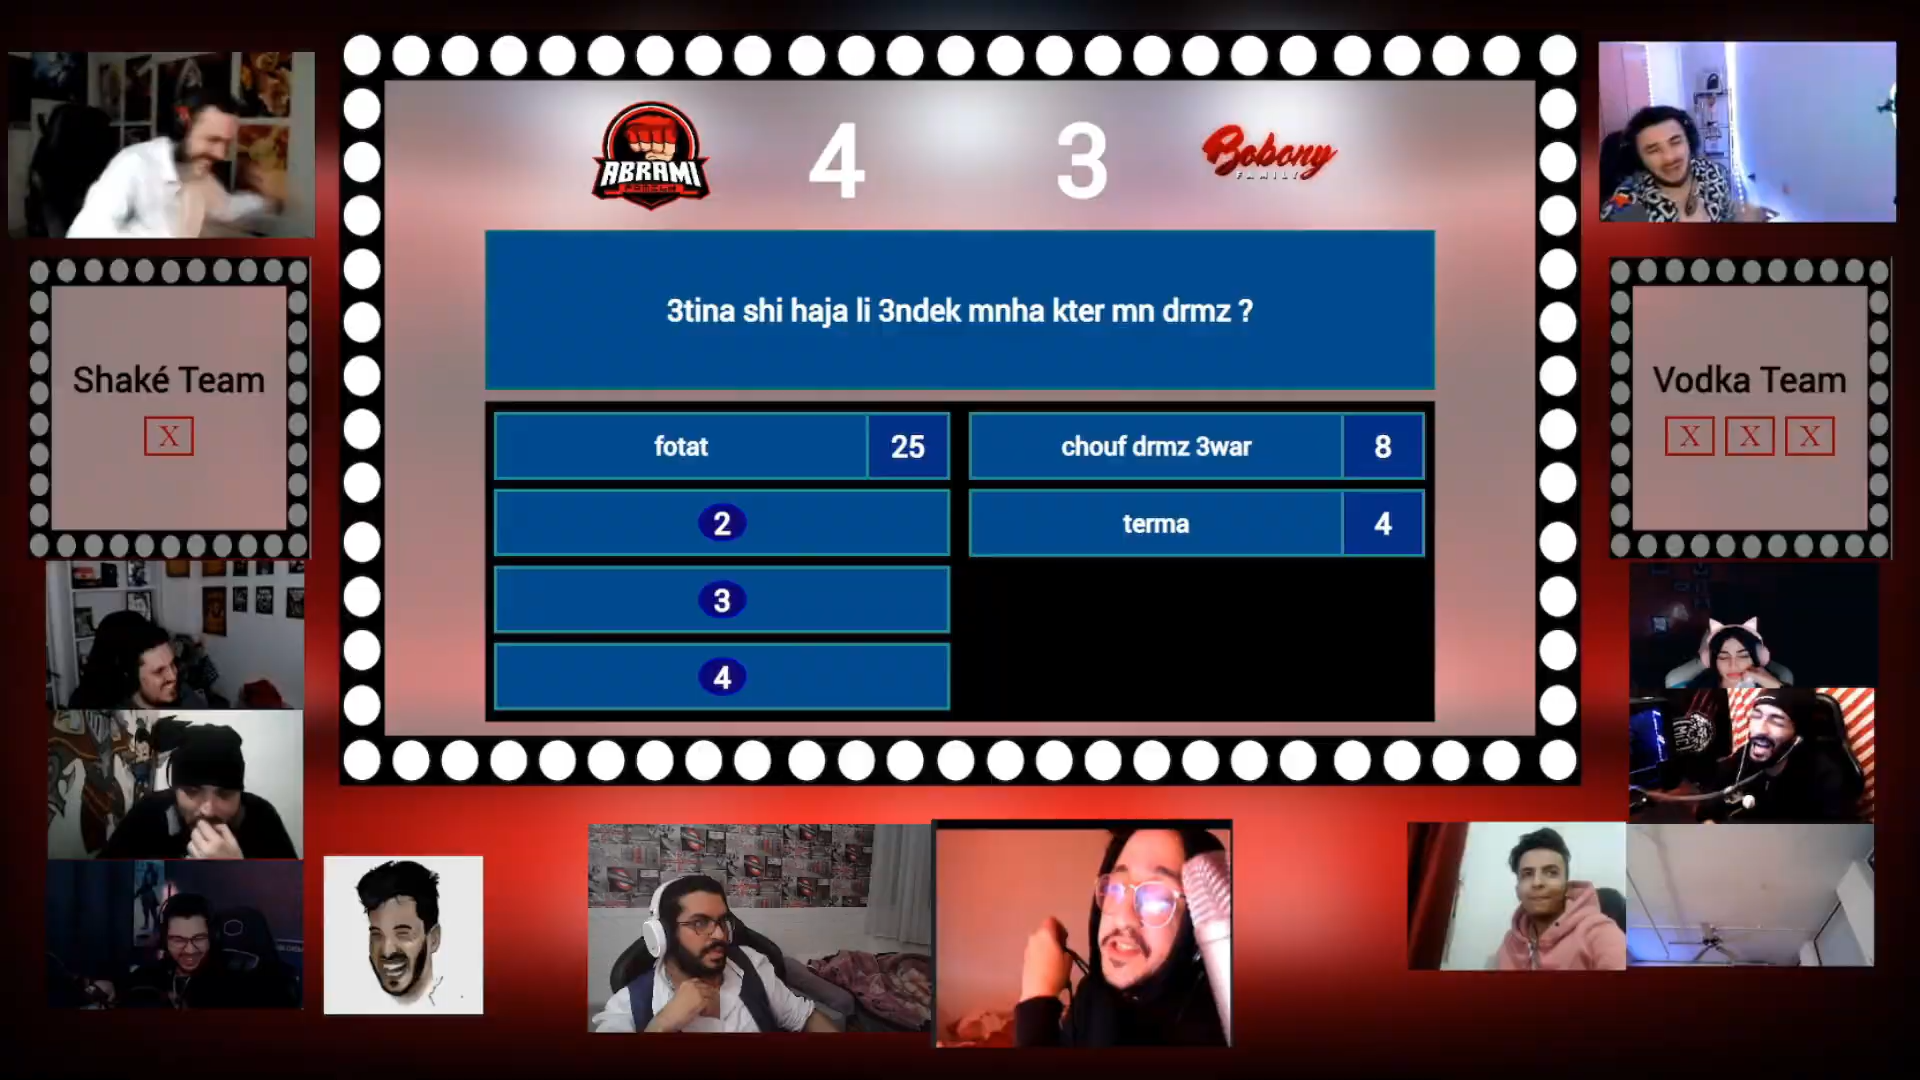 ABRAMI
4
3
Bobony
FAMILY
3tina shi haja li 3ndek mnha kter mn drmz ?
Shaké Team
X
Vodka Team
X X X
fotat 25
chouf drmz 3war 8
2
terma 4
3
4